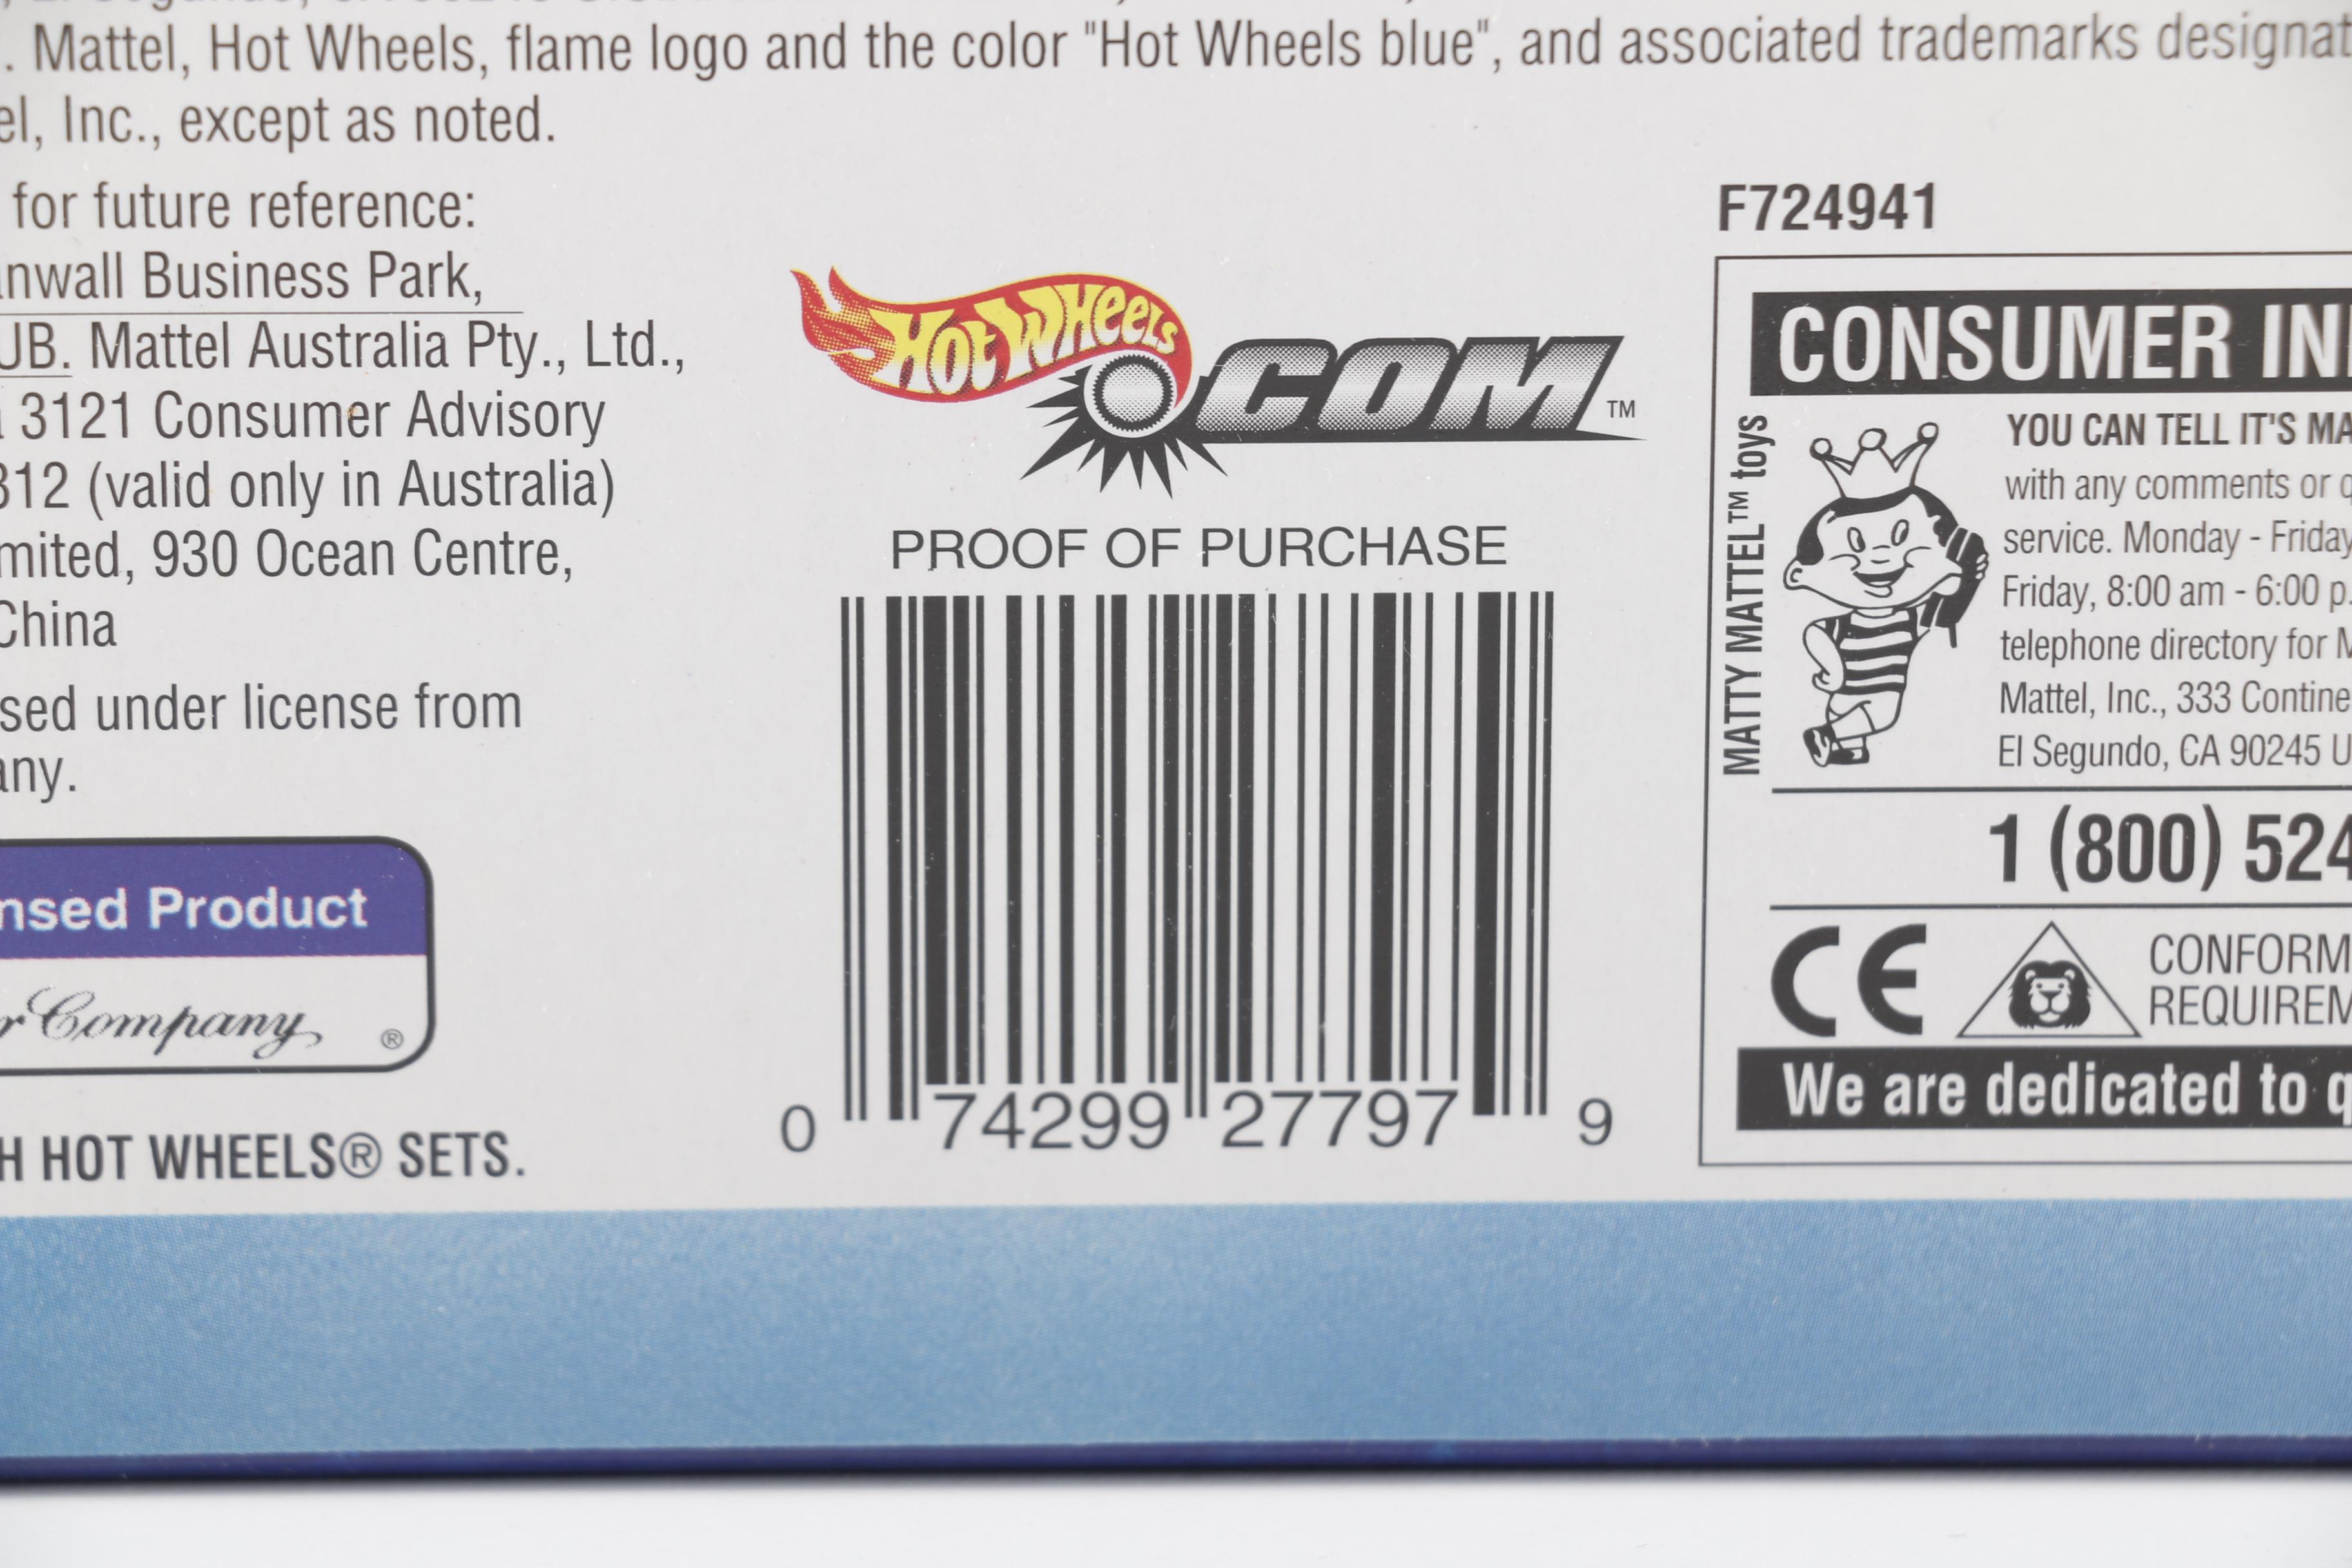 . Mattel, Hot Wheels, flame logo and the color "Hot Wheels blue", and associated trademarks designat
el, Inc., except as noted.
for future reference:
anwall Business Park,
UB. Mattel Australia Pty., Ltd.,
3121 Consumer Advisory
312 (valid only in Australia)
mited, 930 Ocean Centre,
China
sed under license from
any.
nsed Product
r Company ®
H HOT WHEELS® SETS.
Hot Wheels .COM ™
PROOF OF PURCHASE
0 74299 27797 9
F724941
CONSUMER IN
MATTY MATTEL™ toys
YOU CAN TELL IT'S MA
with any comments or q
service. Monday - Friday
Friday, 8:00 am - 6:00 p.
telephone directory for M
Mattel, Inc., 333 Contine
El Segundo, CA 90245 U
1 (800) 524
CE
CONFORM
REQUIREM
We are dedicated to q